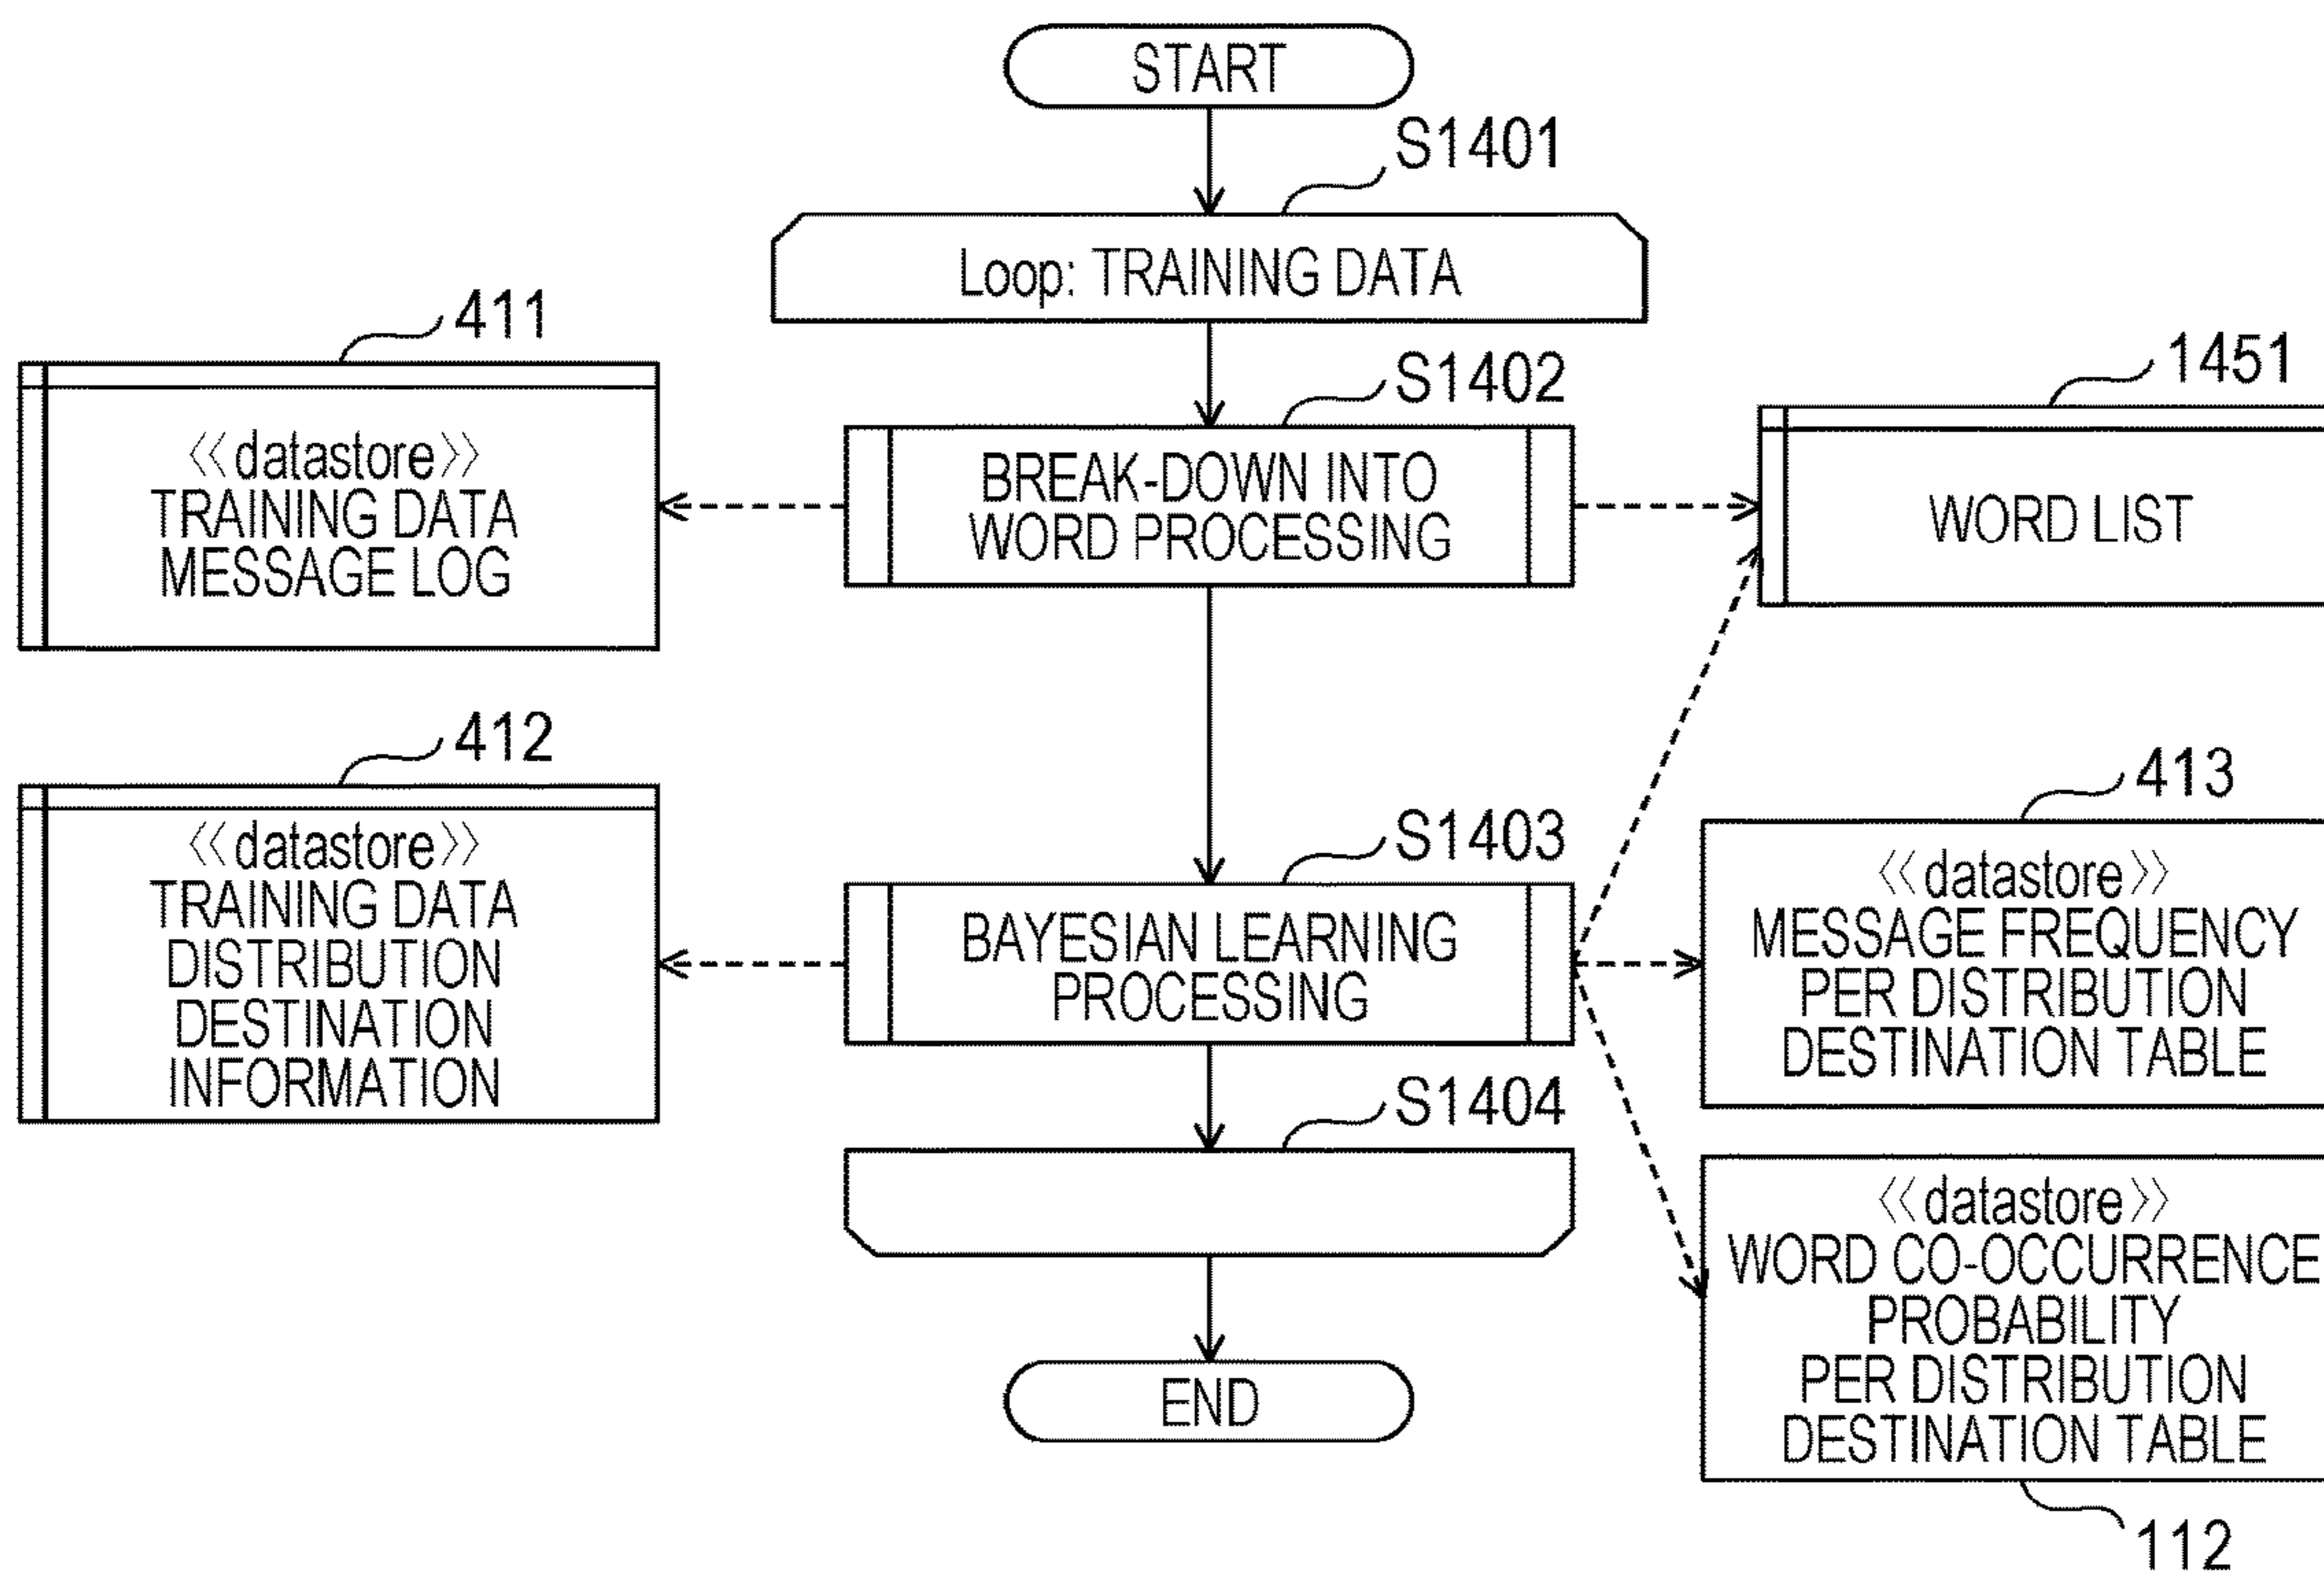 START
S1401
Loop: TRAINING DATA
411
《datastore》
TRAINING DATA
MESSAGE LOG
S1402
BREAK-DOWN INTO
WORD PROCESSING
1451
WORD LIST
412
《datastore》
TRAINING DATA
DISTRIBUTION
DESTINATION
INFORMATION
S1403
BAYESIAN LEARNING
PROCESSING
413
《datastore》
MESSAGE FREQUENCY
PER DISTRIBUTION
DESTINATION TABLE
S1404
《datastore》
WORD CO-OCCURRENCE
PROBABILITY
PER DISTRIBUTION
DESTINATION TABLE
112
END